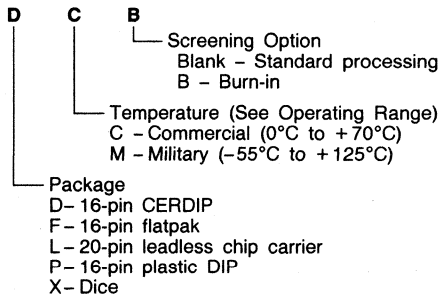 D C B
Screening Option
Blank – Standard processing
B – Burn-in
Temperature (See Operating Range)
C – Commercial (0°C to +70°C)
M – Military (–55°C to +125°C)
Package
D– 16-pin CERDIP
F – 16-pin flatpak
L – 20-pin leadless chip carrier
P – 16-pin plastic DIP
X – Dice